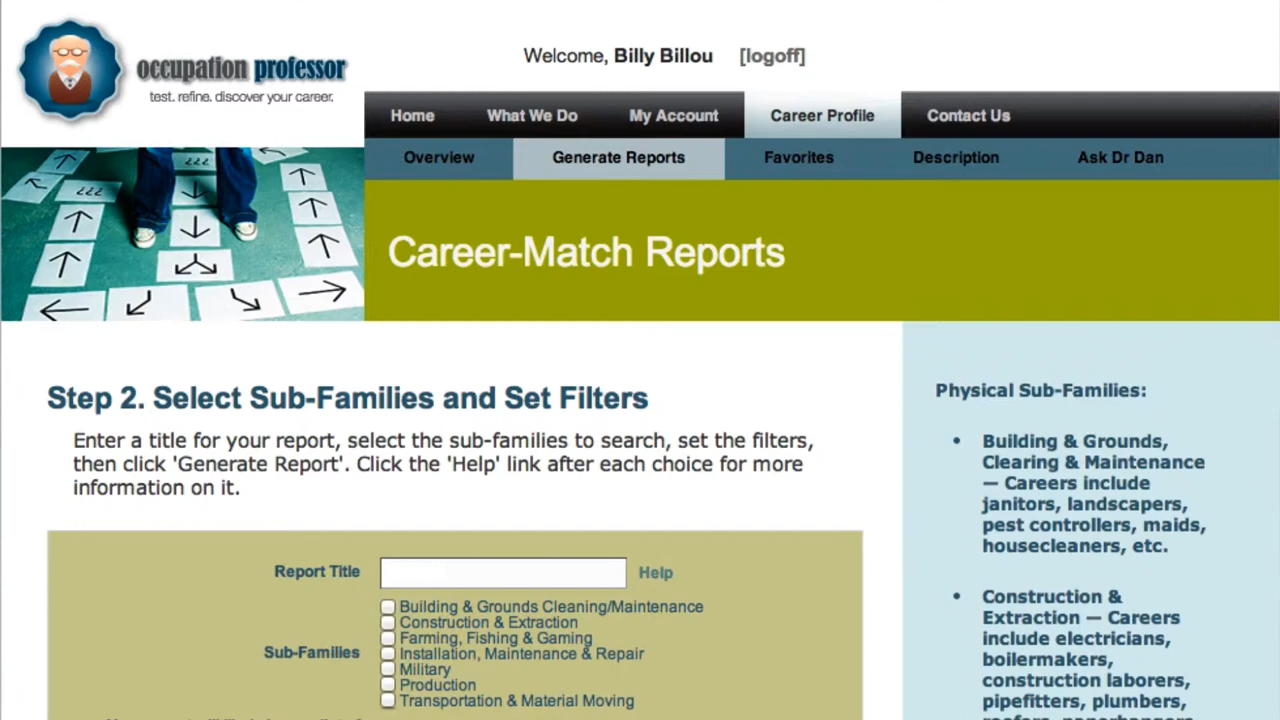 occupation professor
test. refine. discover your career.
Welcome, Billy Billou [logoff]
Home What We Do My Account Career Profile Contact Us
Overview Generate Reports Favorites Description Ask Dr Dan
¿¿¿
¿¿¿
Career-Match Reports
Step 2. Select Sub-Families and Set Filters
Enter a title for your report, select the sub-families to search, set the filters,
then click 'Generate Report'. Click the 'Help' link after each choice for more
information on it.
Report Title Help
Sub-Families
Building & Grounds Cleaning/Maintenance
Construction & Extraction
Farming, Fishing & Gaming
Installation, Maintenance & Repair
Military
Production
Transportation & Material Moving
Physical Sub-Families:
• Building & Grounds,
Clearing & Maintenance
— Careers include
janitors, landscapers,
pest controllers, maids,
housecleaners, etc.
• Construction &
Extraction — Careers
include electricians,
boilermakers,
construction laborers,
pipefitters, plumbers,